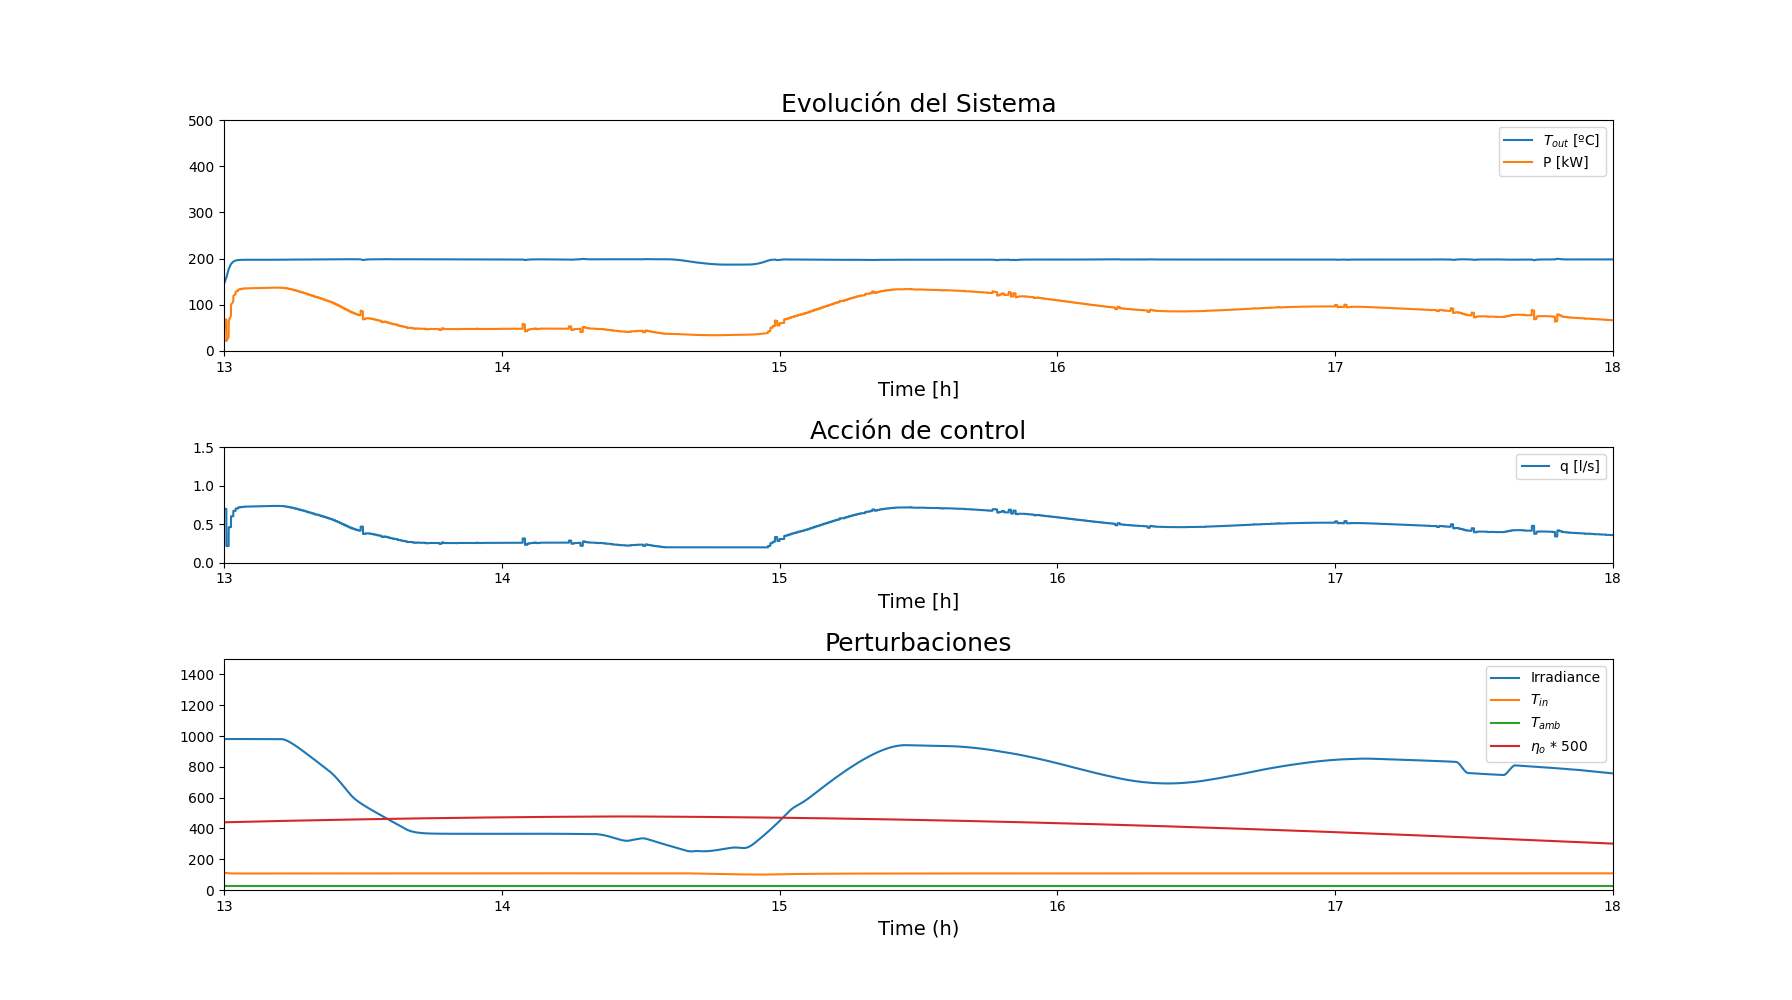 Evolución del Sistema
500
400
300
200
100
0
T_out [ºC]
P [kW]
13 14 15 16 17 18
Time [h]
Acción de control
1.5
1.0
0.5
0.0
q [l/s]
13 14 15 16 17 18
Time [h]
Perturbaciones
1400
1200
1000
800
600
400
200
0
Irradiance
T_in
T_amb
η_o * 500
13 14 15 16 17 18
Time (h)